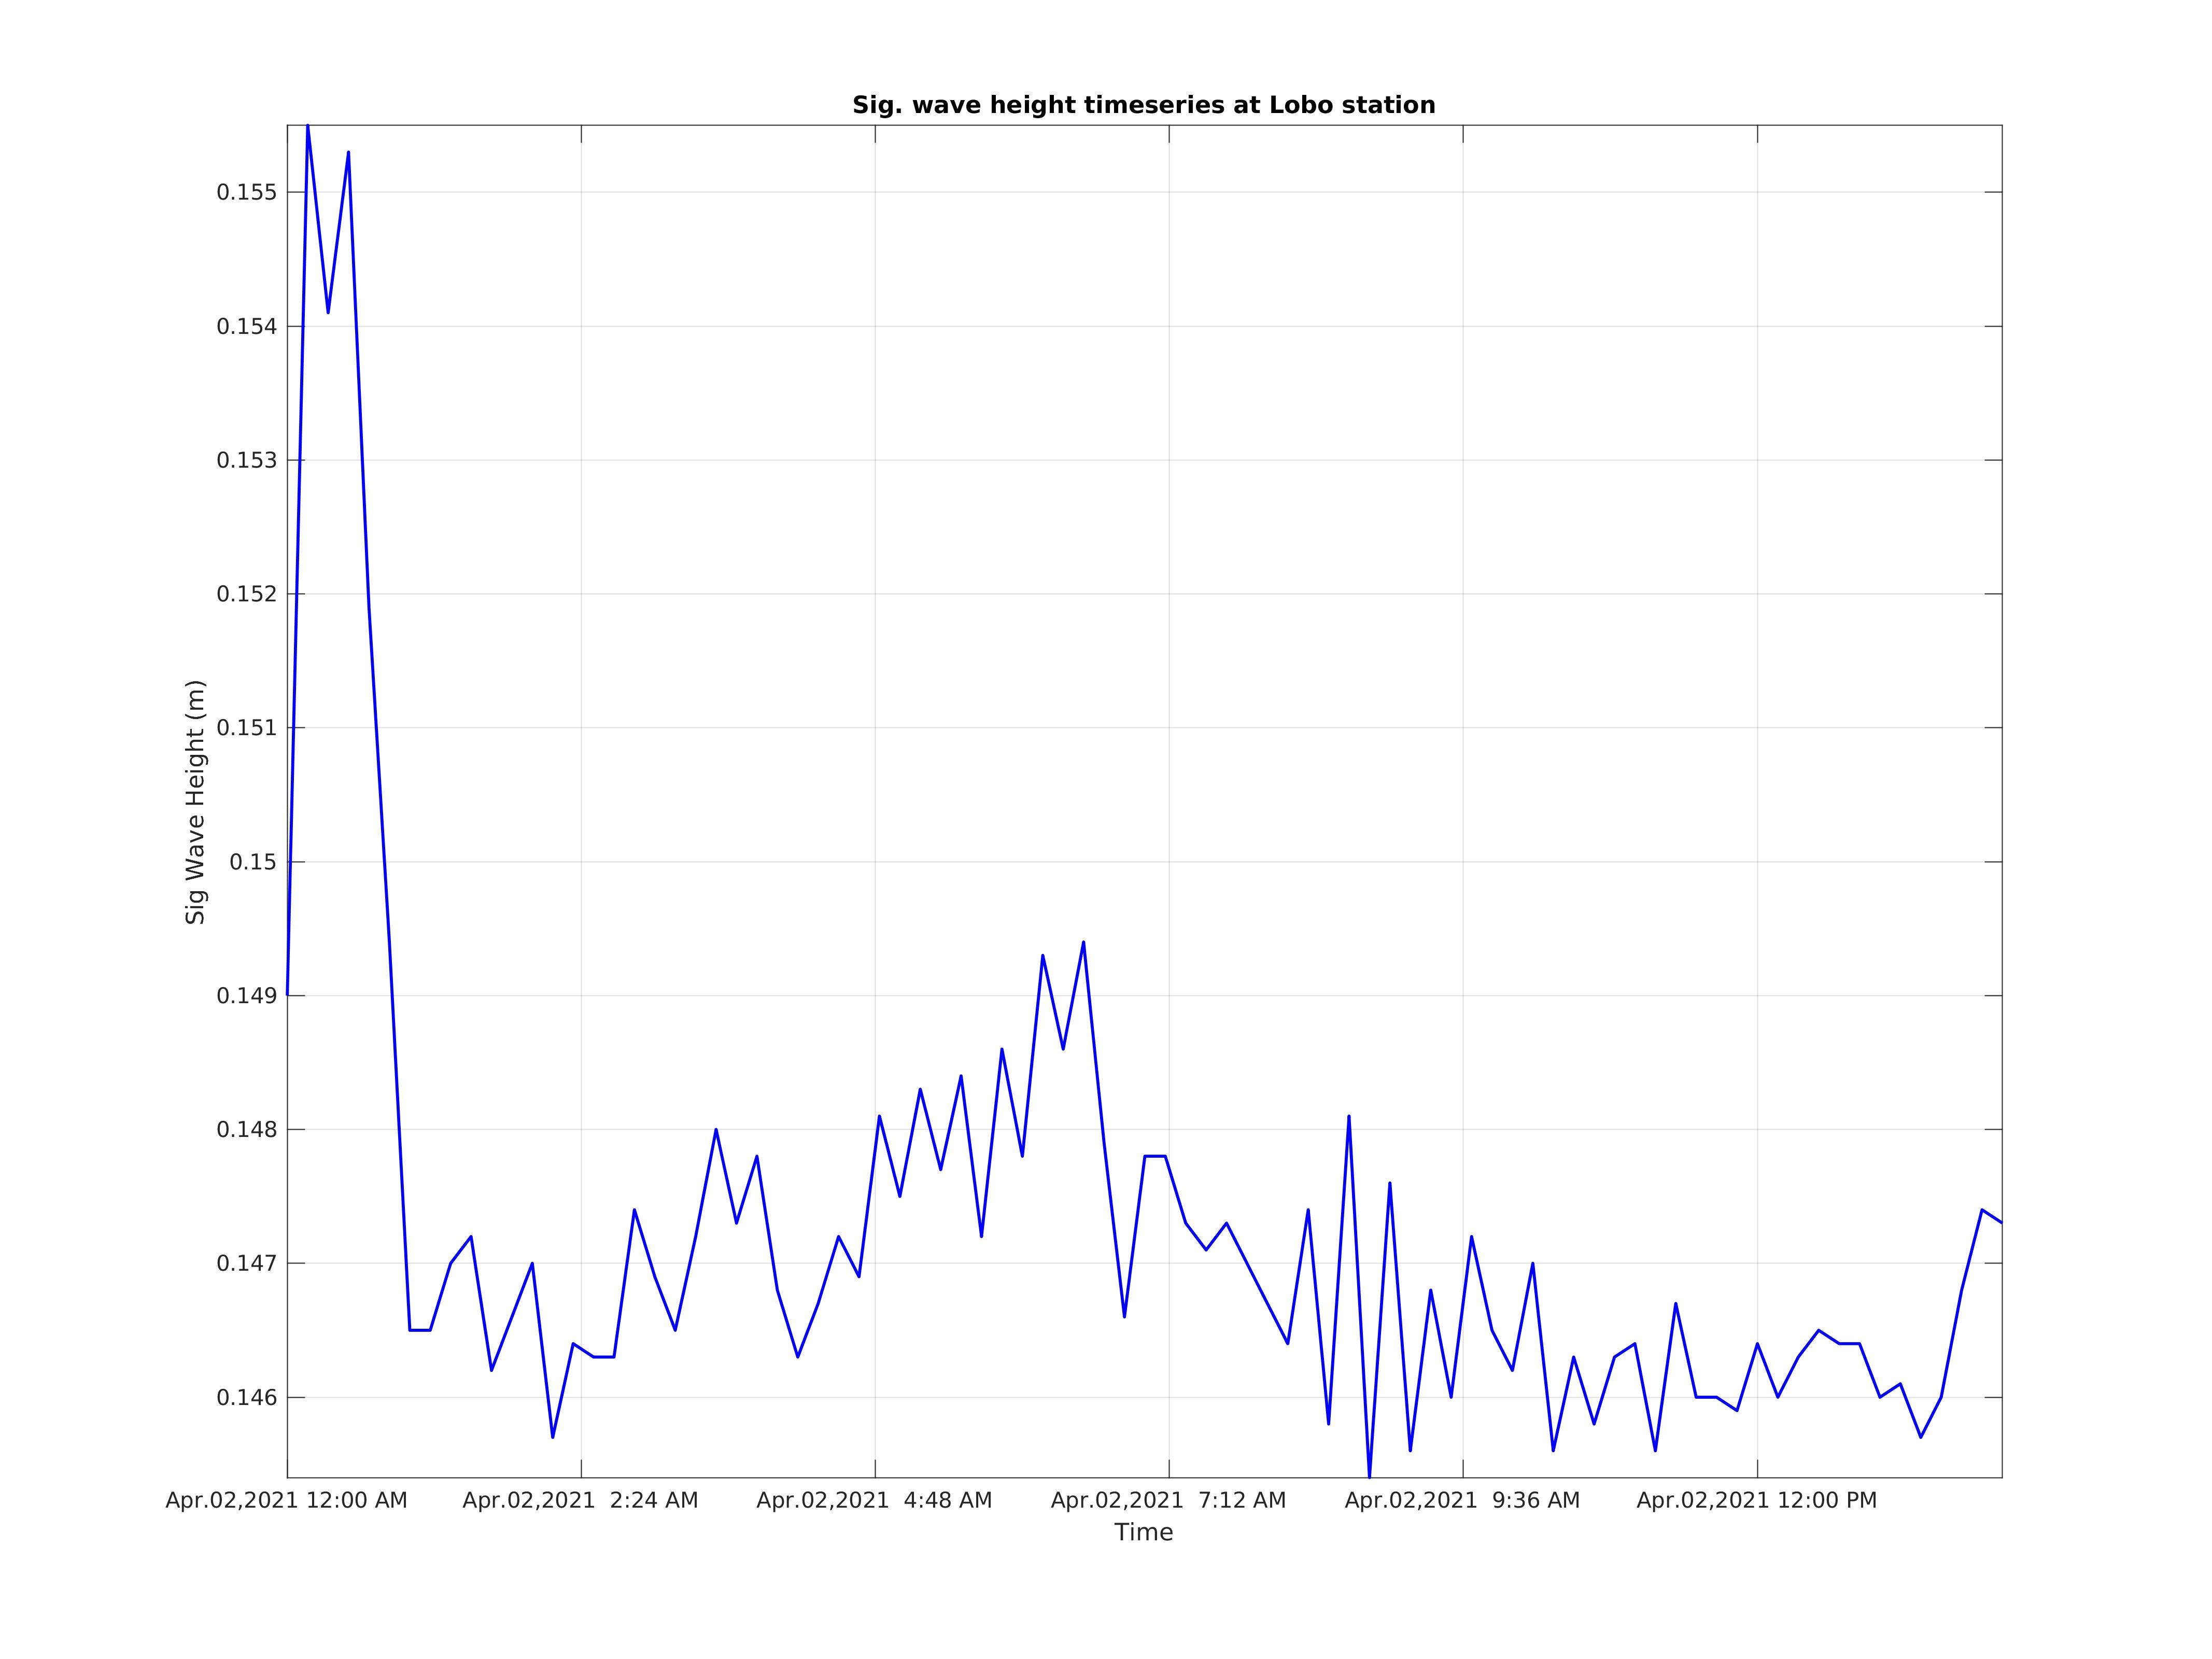 Sig. wave height timeseries at Lobo station
0.155
0.154
0.153
0.152
0.151
0.15
0.149
0.148
0.147
0.146
Sig Wave Height (m)
Apr.02,2021 12:00 AM Apr.02,2021  2:24 AM Apr.02,2021  4:48 AM Apr.02,2021  7:12 AM Apr.02,2021  9:36 AM Apr.02,2021 12:00 PM
Time